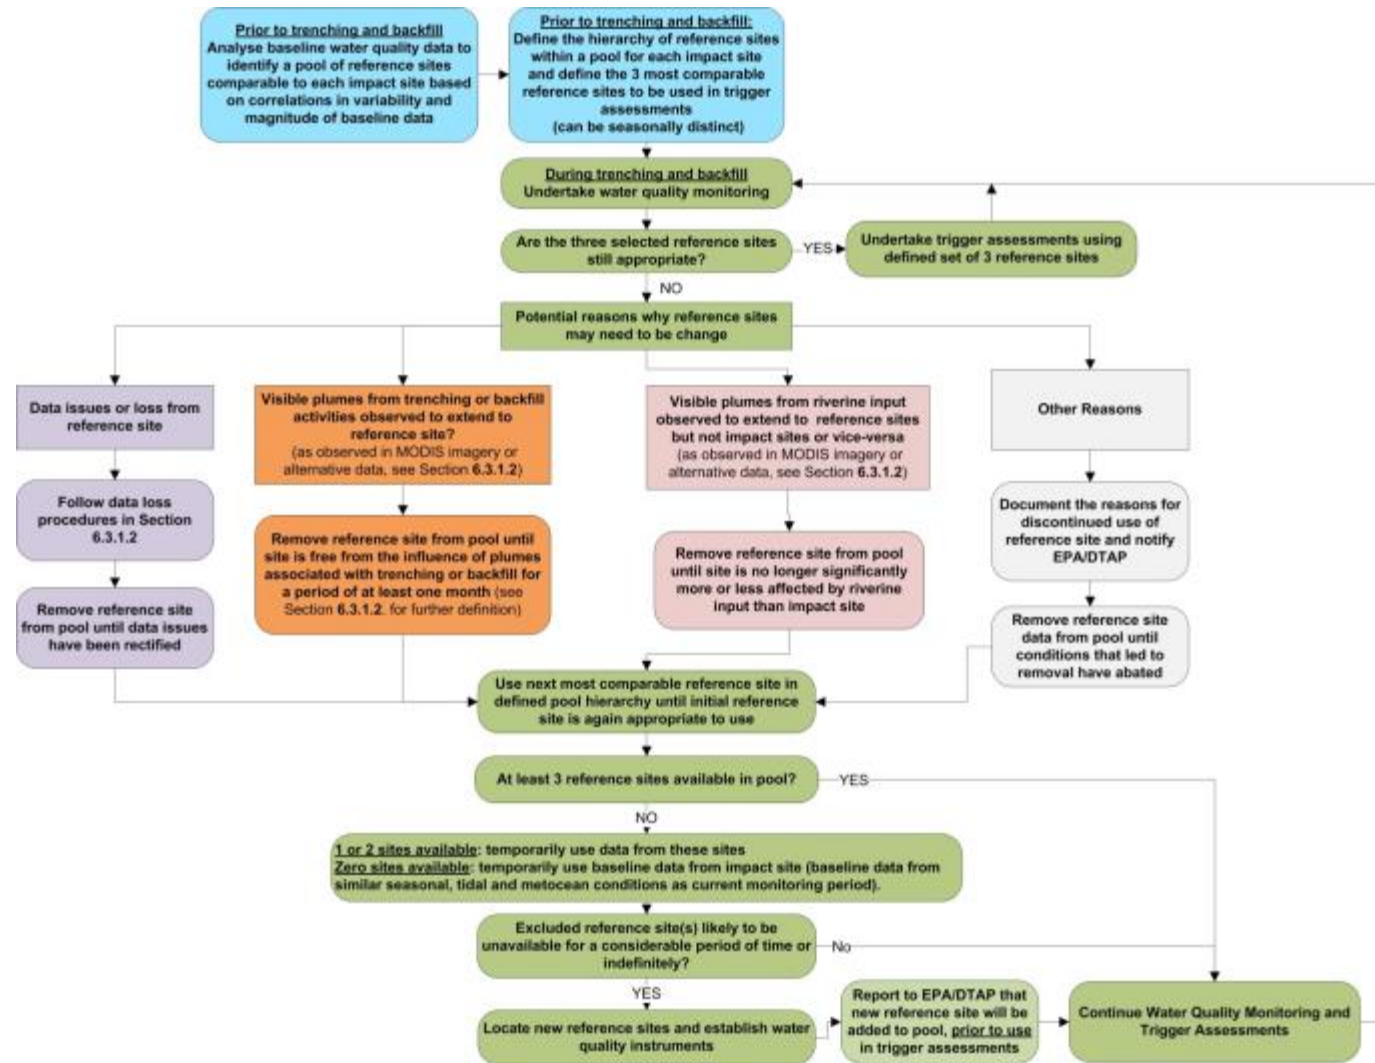 Prior to trenching and backfill
Analyse baseline water quality data to
identify a pool of reference sites
comparable to each impact site based
on correlations in variability and
magnitude of baseline data
Prior to trenching and backfill:
Define the hierarchy of reference sites
within a pool for each impact site
and define the 3 most comparable
reference sites to be used in trigger
assessments
(can be seasonally distinct)
During trenching and backfill
Undertake water quality monitoring
Are the three selected reference sites
still appropriate?
YES
Undertake trigger assessments using
defined set of 3 reference sites
NO
Potential reasons why reference sites
may need to be change
Data issues or loss from
reference site
Visible plumes from trenching or backfill
activities observed to extend to
reference site?
(as observed in MODIS imagery or
alternative data, see Section 6.3.1.2)
Visible plumes from riverine input
observed to extend to reference sites
but not impact sites or vice-versa
(as observed in MODIS imagery or
alternative data, see Section 6.3.1.2)
Other Reasons
Follow data loss
procedures in Section
6.3.1.2
Remove reference site from pool until
site is free from the influence of plumes
associated with trenching or backfill for
a period of at least one month (see
Section 6.3.1.2. for further definition)
Remove reference site from pool
until site is no longer significantly
more or less affected by riverine
input than impact site
Document the reasons for
discontinued use of
reference site and notify
EPA/DTAP
Remove reference site
from pool until data issues
have been rectified
Remove reference site
data from pool until
conditions that led to
removal have abated
Use next most comparable reference site in
defined pool hierarchy until initial reference
site is again appropriate to use
At least 3 reference sites available in pool?
YES
NO
1 or 2 sites available: temporarily use data from these sites
Zero sites available: temporarily use baseline data from impact site (baseline data from
similar seasonal, tidal and metocean conditions as current monitoring period).
Excluded reference site(s) likely to be
unavailable for a considerable period of time or
indefinitely?
No
YES
Locate new reference sites and establish water
quality instruments
Report to EPA/DTAP that
new reference site will be
added to pool, prior to use
in trigger assessments
Continue Water Quality Monitoring and
Trigger Assessments